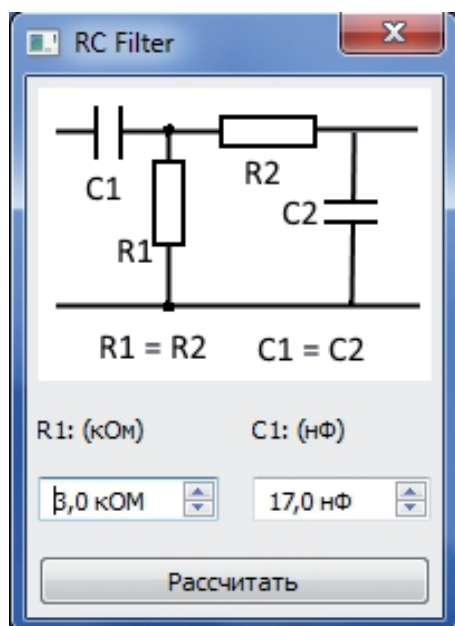 RC Filter
C1
R2
C2
R1
R1 = R2 C1 = C2
R1: (кОм) C1: (нФ)
3,0 кОМ 17,0 нФ
Рассчитать